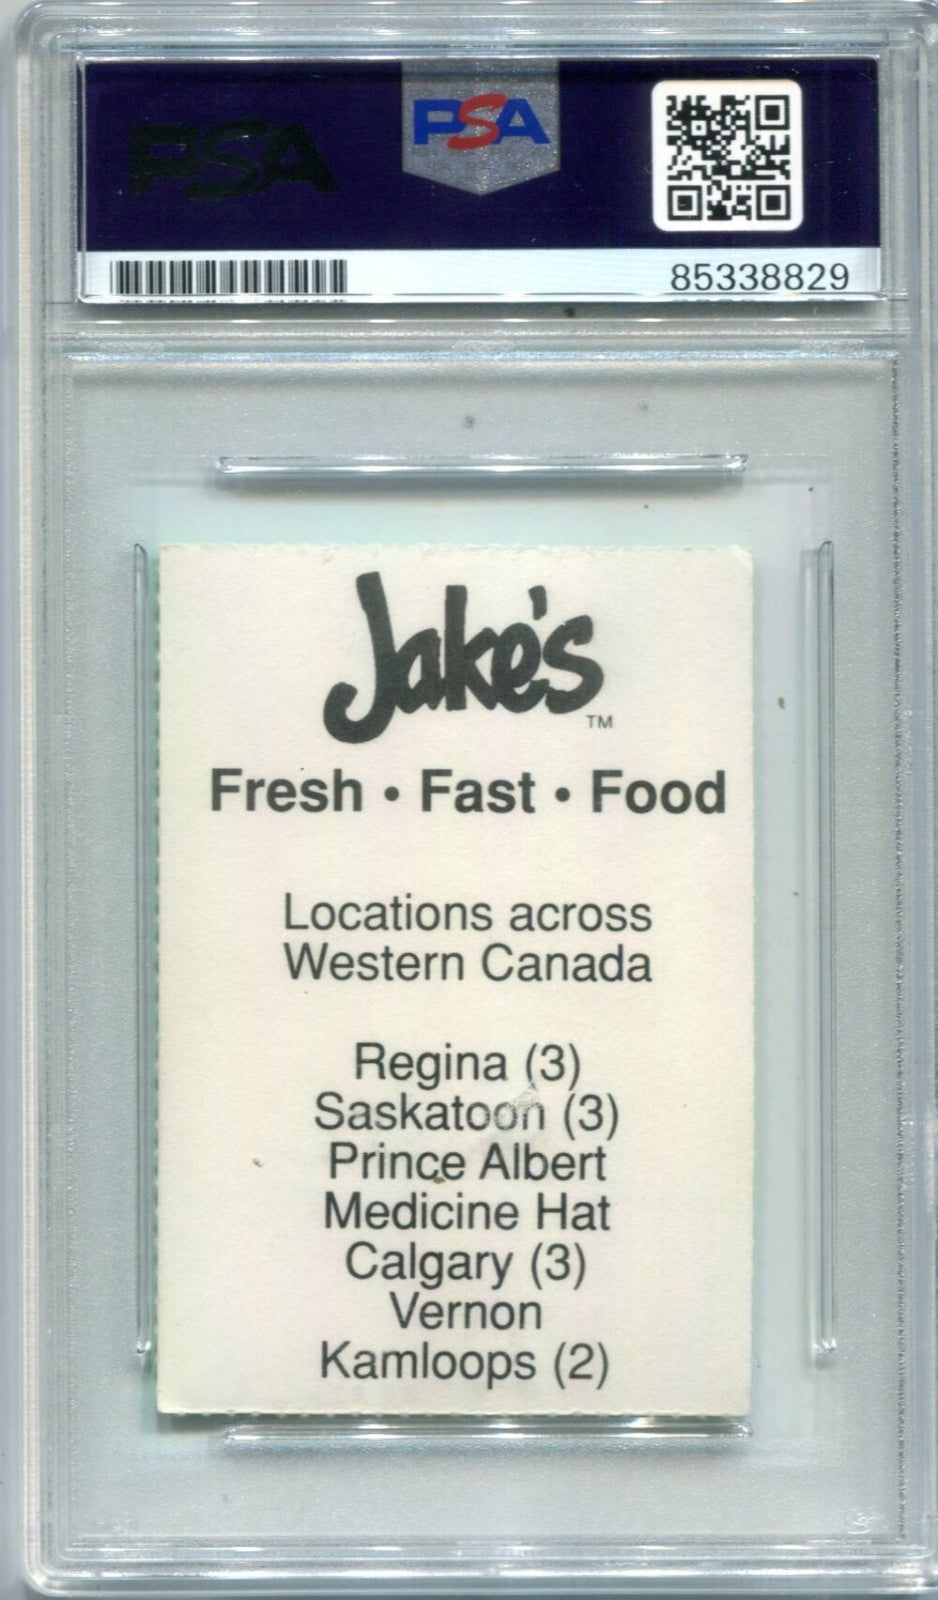 PSA
PSA
85338829
Jake's
TM
Fresh • Fast • Food
Locations across
Western Canada
Regina (3)
Saskatoon (3)
Prince Albert
Medicine Hat
Calgary (3)
Vernon
Kamloops (2)